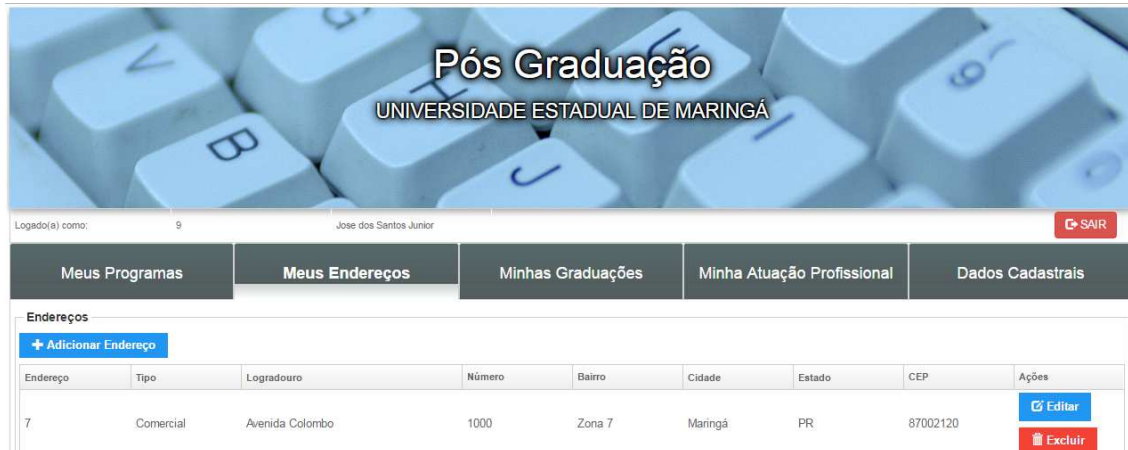 Pós Graduação
UNIVERSIDADE ESTADUAL DE MARINGÁ
Logado(a) como: 9 Jose dos Santos Junior SAIR
Meus Programas Meus Endereços Minhas Graduações Minha Atuação Profissional Dados Cadastrais
Endereços
Adicionar Endereço
Endereço Tipo Logradouro Número Bairro Cidade Estado CEP Ações
7 Comercial Avenida Colombo 1000 Zona 7 Maringá PR 87002120 Editar
Excluir